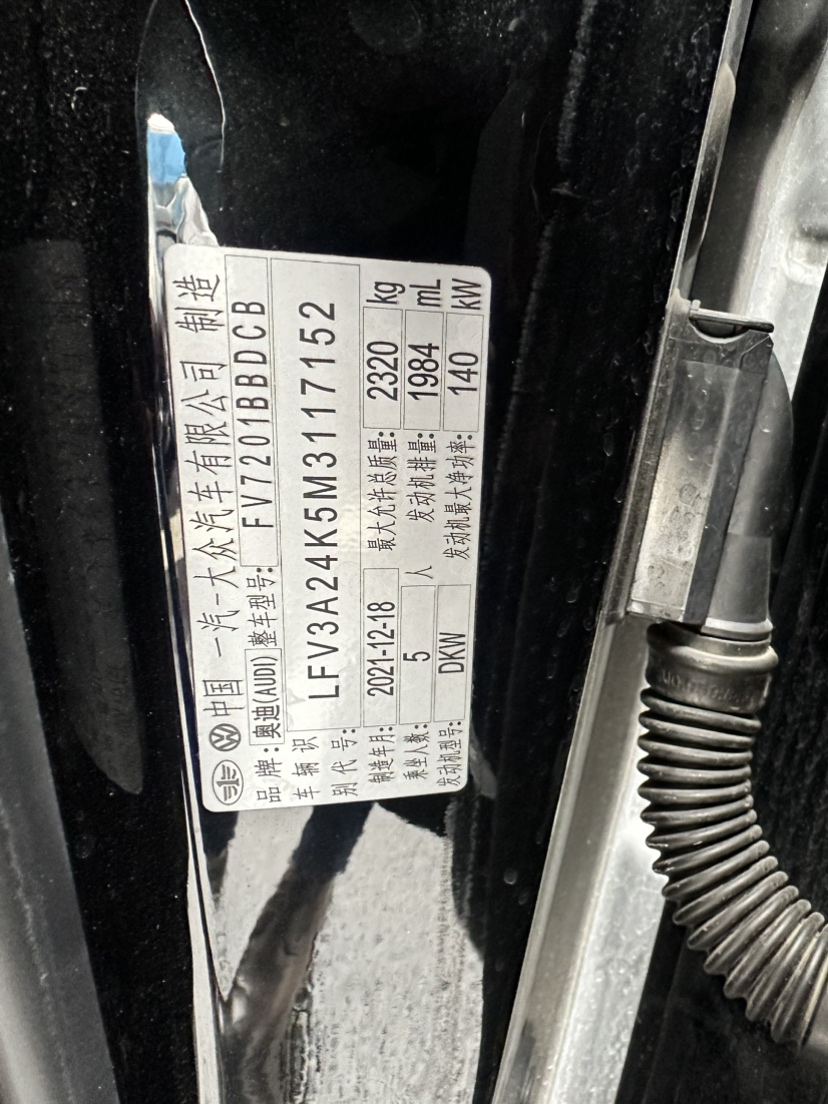 中国 一汽-大众汽车有限公司 制造
品牌: 奥迪(AUDI) 整车型号: FV7201BBDCB
车辆识别代号: LFV3A24K5M3117152
制造年月: 2021-12-18 最大允许总质量: 2320 kg
乘坐人数: 5 人 发动机排量: 1984 mL
发动机型号: DKW 发动机最大净功率: 140 kW